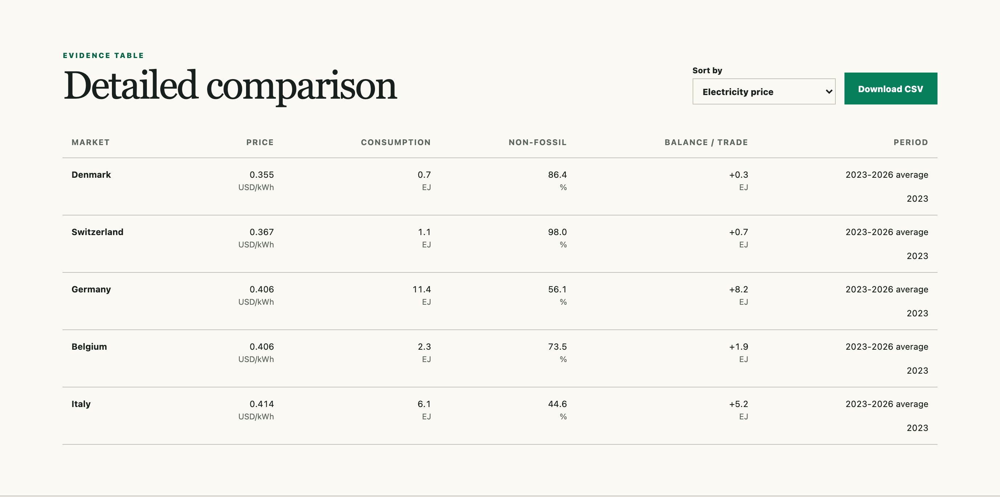 EVIDENCE TABLE
Detailed comparison
Sort by
Electricity price
Download CSV
MARKET PRICE CONSUMPTION NON-FOSSIL BALANCE / TRADE PERIOD
Denmark 0.355 0.7 86.4 +0.3 2023-2026 average
USD/kWh EJ % EJ
2023
Switzerland 0.367 1.1 98.0 +0.7 2023-2026 average
USD/kWh EJ % EJ
2023
Germany 0.406 11.4 56.1 +8.2 2023-2026 average
USD/kWh EJ % EJ
2023
Belgium 0.406 2.3 73.5 +1.9 2023-2026 average
USD/kWh EJ % EJ
2023
Italy 0.414 6.1 44.6 +5.2 2023-2026 average
USD/kWh EJ % EJ
2023